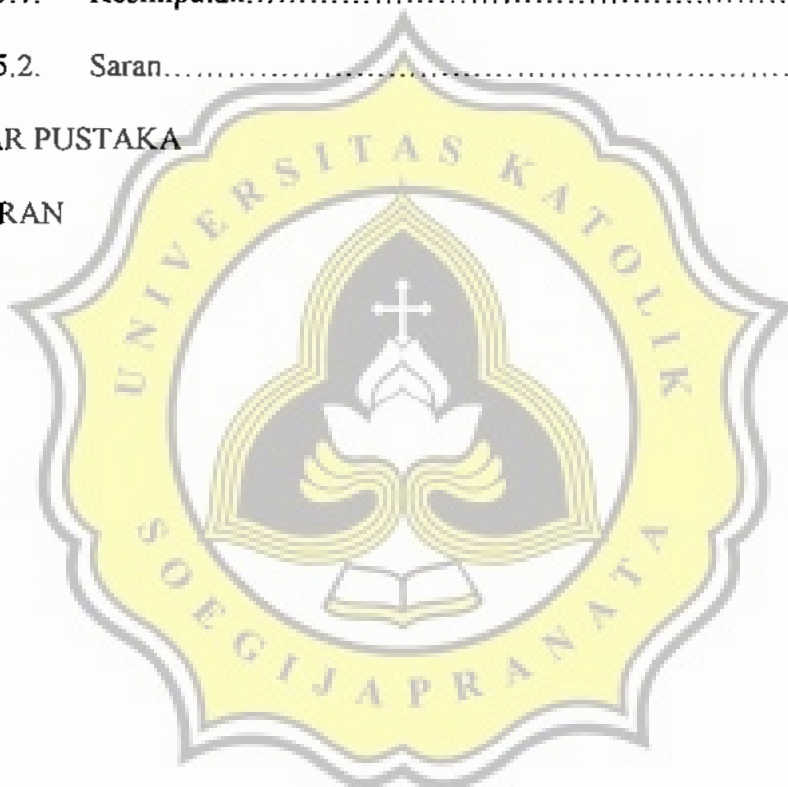 5.2. Saran
AR PUSTAKA
RAN
UNIVERSITAS KATOLIK
SOEGIJAPRANATA